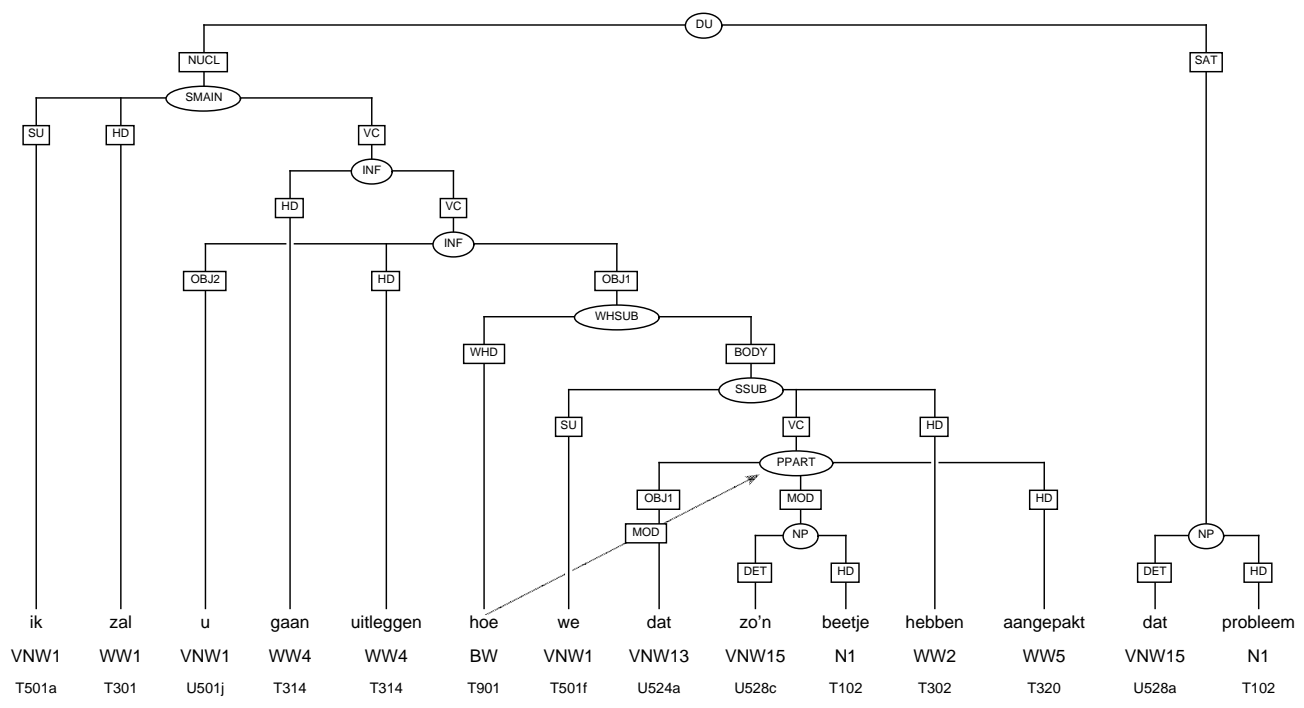 DU
NUCL SAT
SMAIN
SU HD VC
INF
HD VC
INF
OBJ2 HD OBJ1
WHSUB
WHD BODY
SSUB
SU VC HD
PPART
OBJ1 MOD HD
MOD NP NP
DET HD DET HD
ik zal u gaan uitleggen hoe we dat zo'n beetje hebben aangepakt dat probleem
VNW1 WW1 VNW1 WW4 WW4 BW VNW1 VNW13 VNW15 N1 WW2 WW5 VNW15 N1
T501a T301 U501j T314 T314 T901 T501f U524a U528c T102 T302 T320 U528a T102